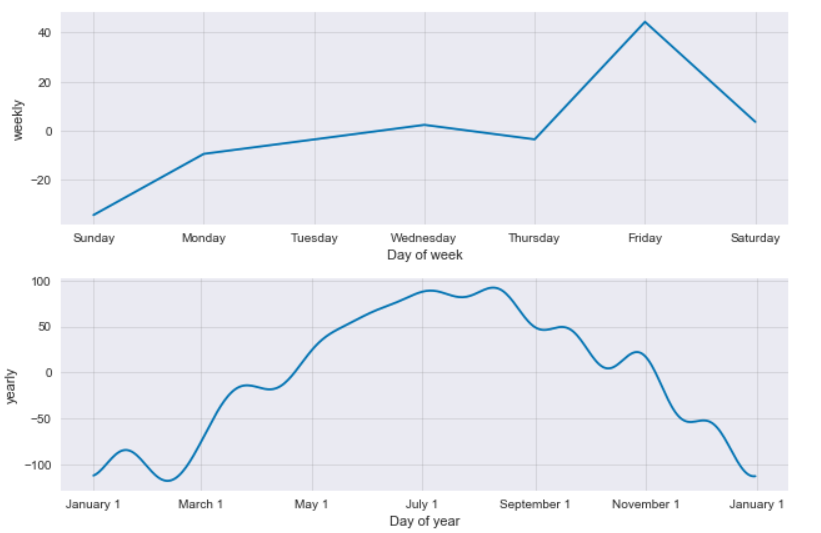 40
20
0
−20
weekly
Sunday Monday Tuesday Wednesday Thursday Friday Saturday
Day of week
100
50
0
−50
−100
yearly
January 1 March 1 May 1 July 1 September 1 November 1 January 1
Day of year